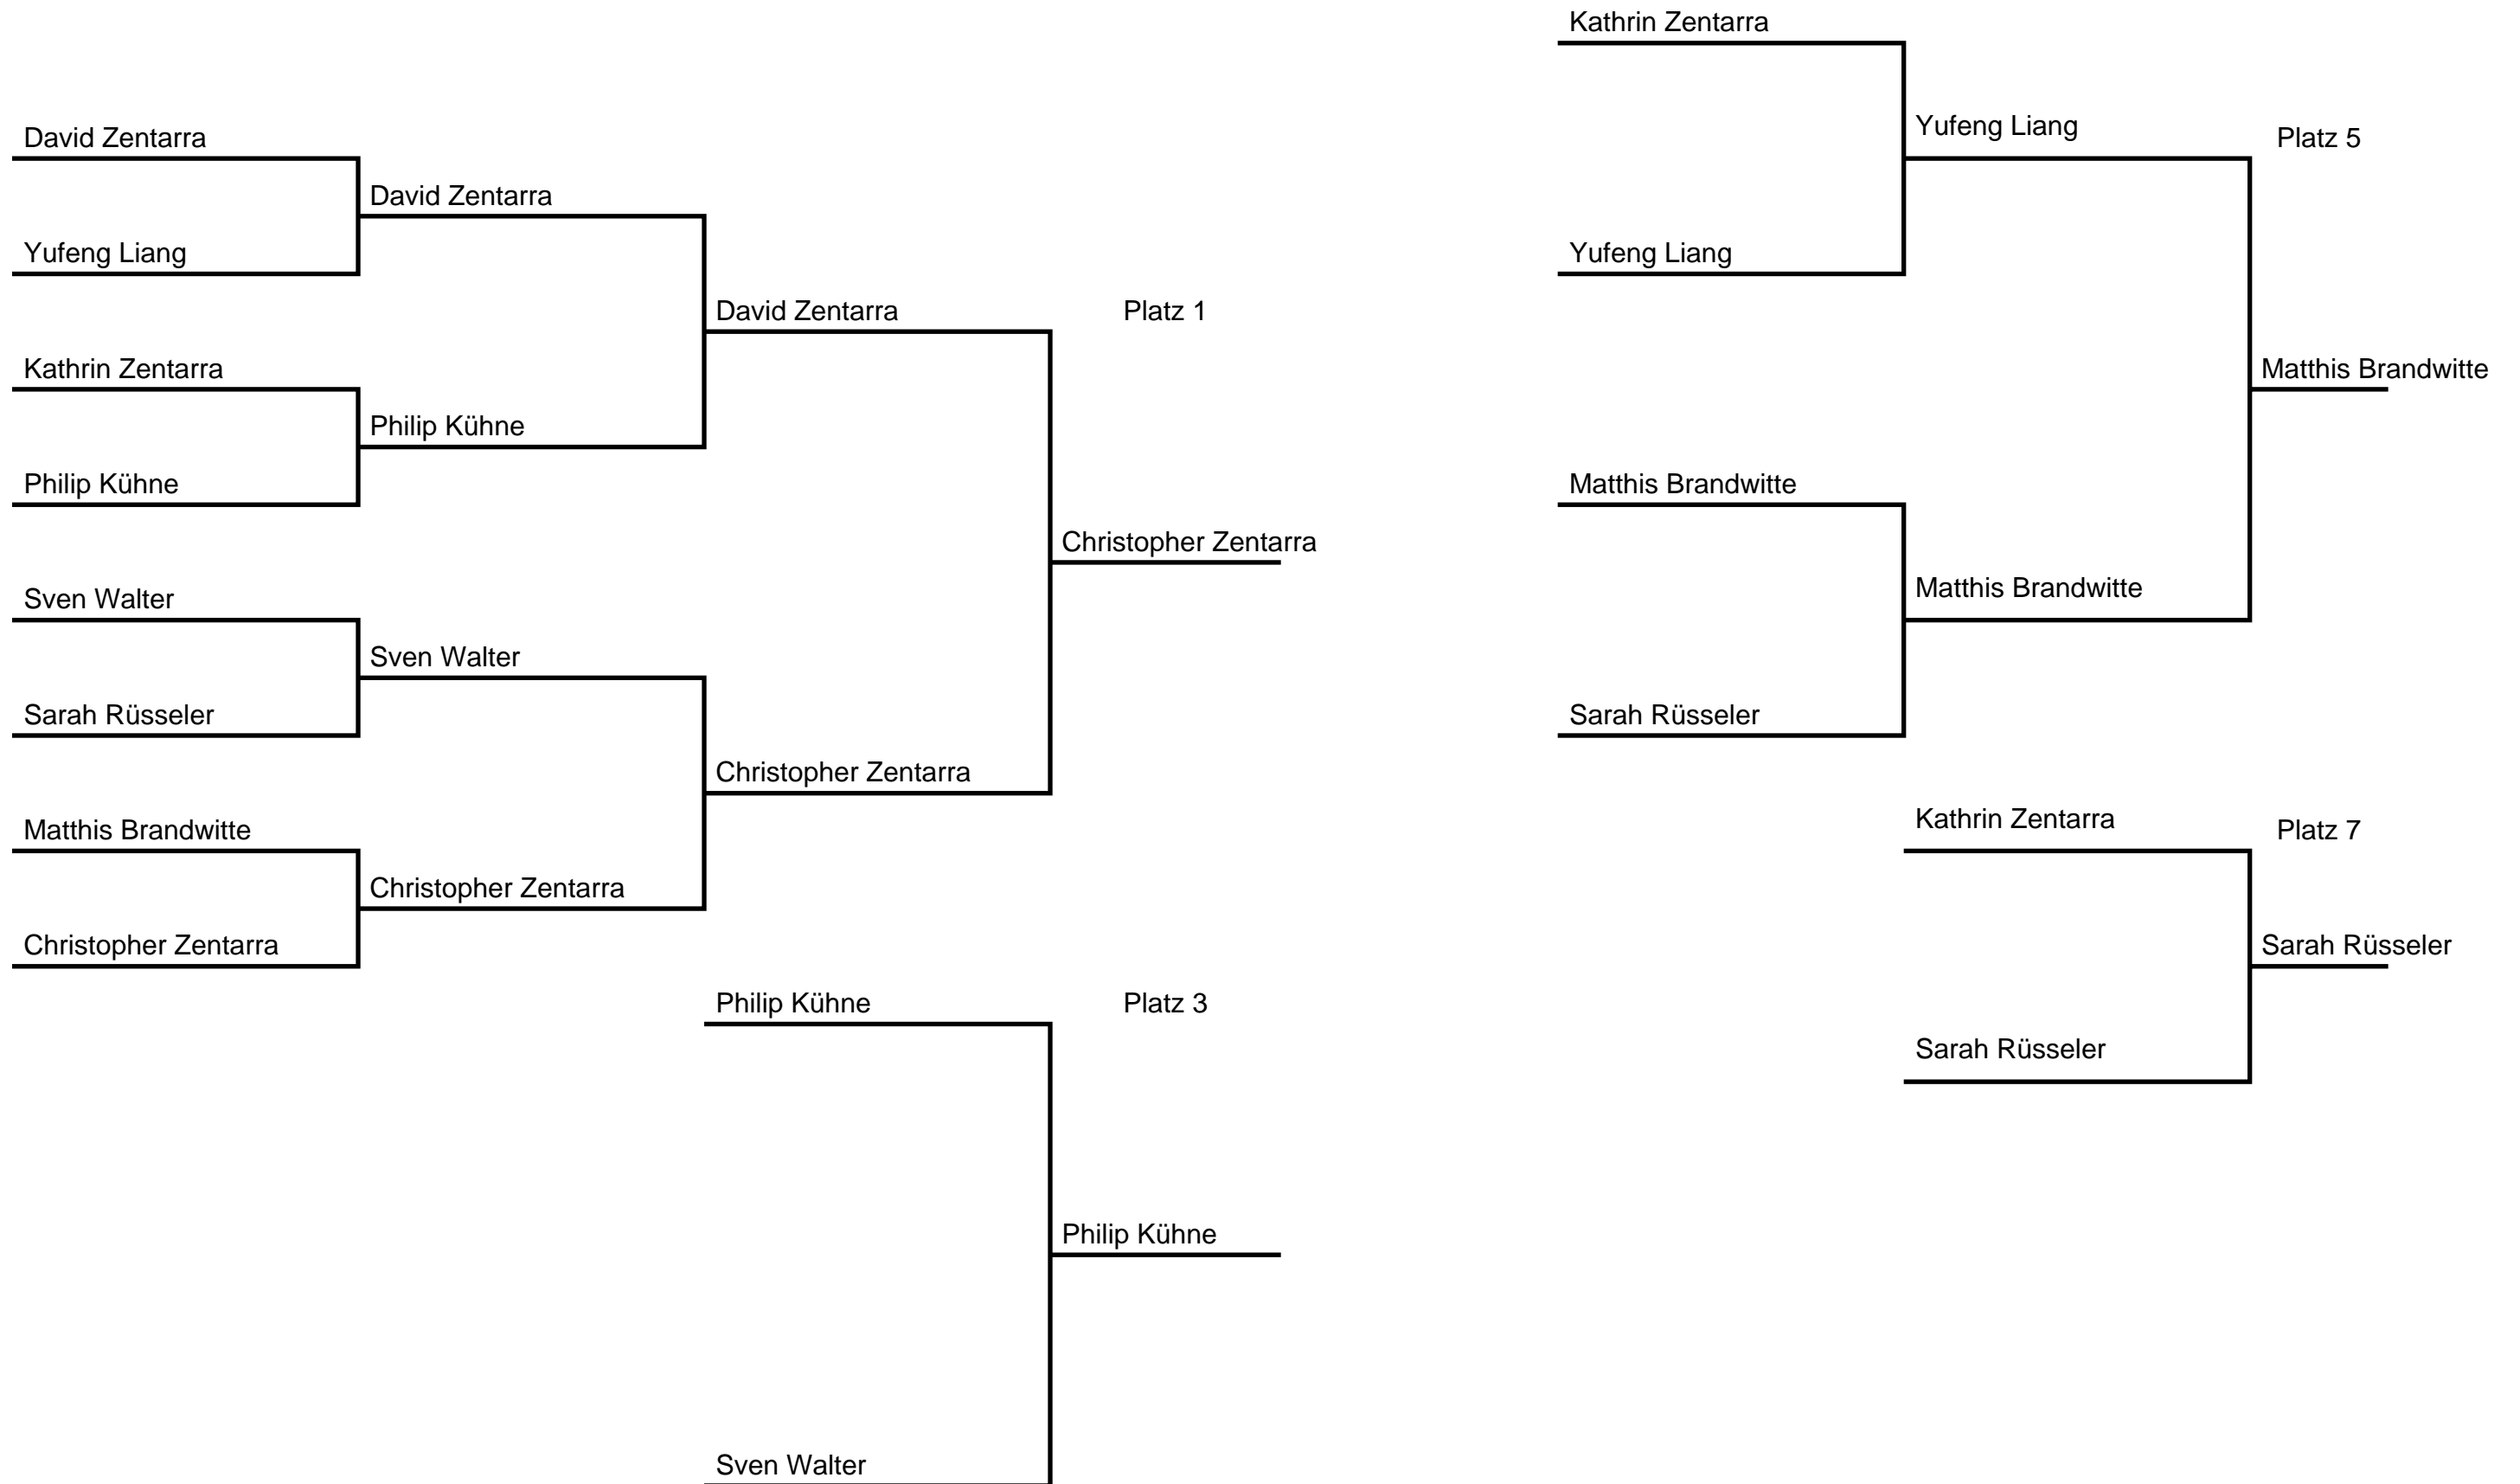 David Zentarra
Yufeng Liang
Kathrin Zentarra
Philip Kühne
Sven Walter
Sarah Rüsseler
Matthis Brandwitte
Christopher Zentarra
David Zentarra
Philip Kühne
Sven Walter
Christopher Zentarra
David Zentarra
Christopher Zentarra
Platz 1
Christopher Zentarra
Philip Kühne
Sven Walter
Platz 3
Philip Kühne
Kathrin Zentarra
Yufeng Liang
Matthis Brandwitte
Sarah Rüsseler
Yufeng Liang
Matthis Brandwitte
Platz 5
Matthis Brandwitte
Kathrin Zentarra
Sarah Rüsseler
Platz 7
Sarah Rüsseler